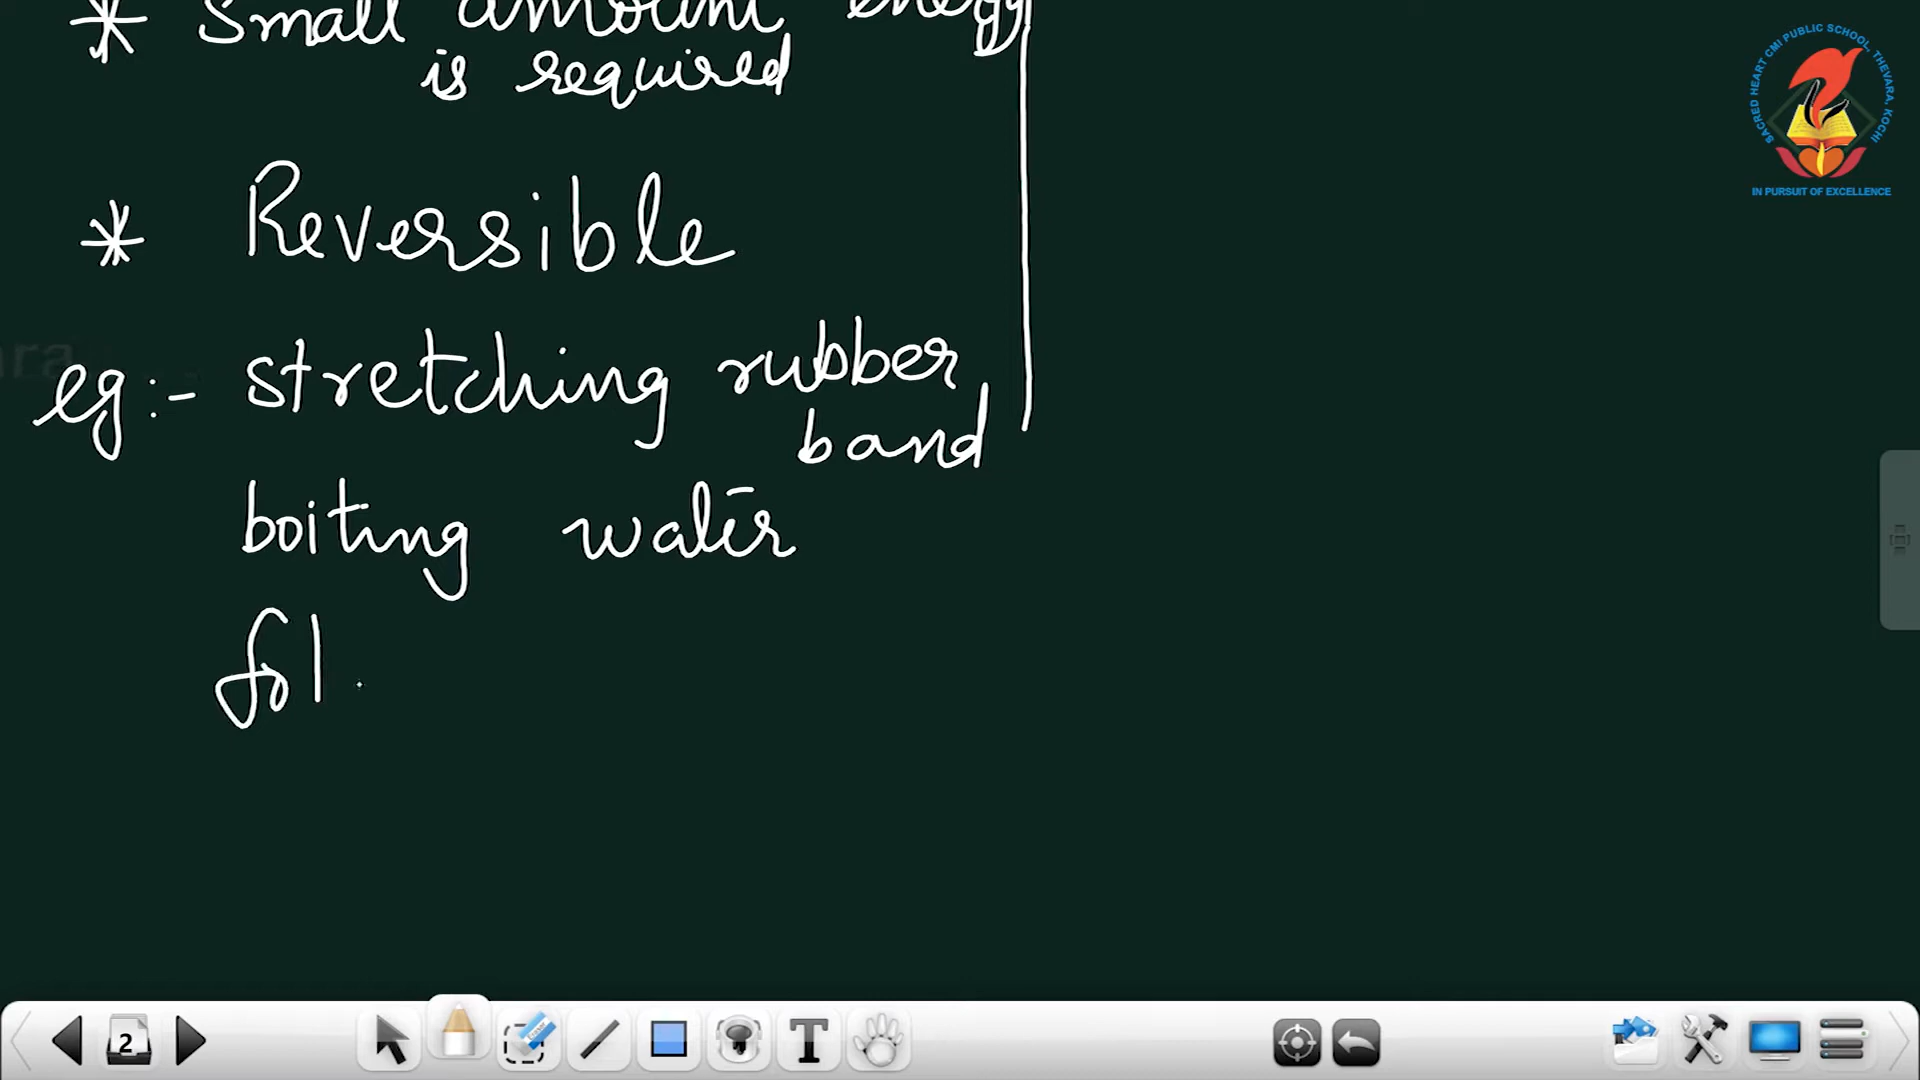 * Small amount energy
is required
* Reversible
eg:- stretching rubber
band
boiting water
fol
SACRED HEART CMI PUBLIC SCHOOL, THEVARA, KOCHI
IN PURSUIT OF EXCELLENCE
2
T